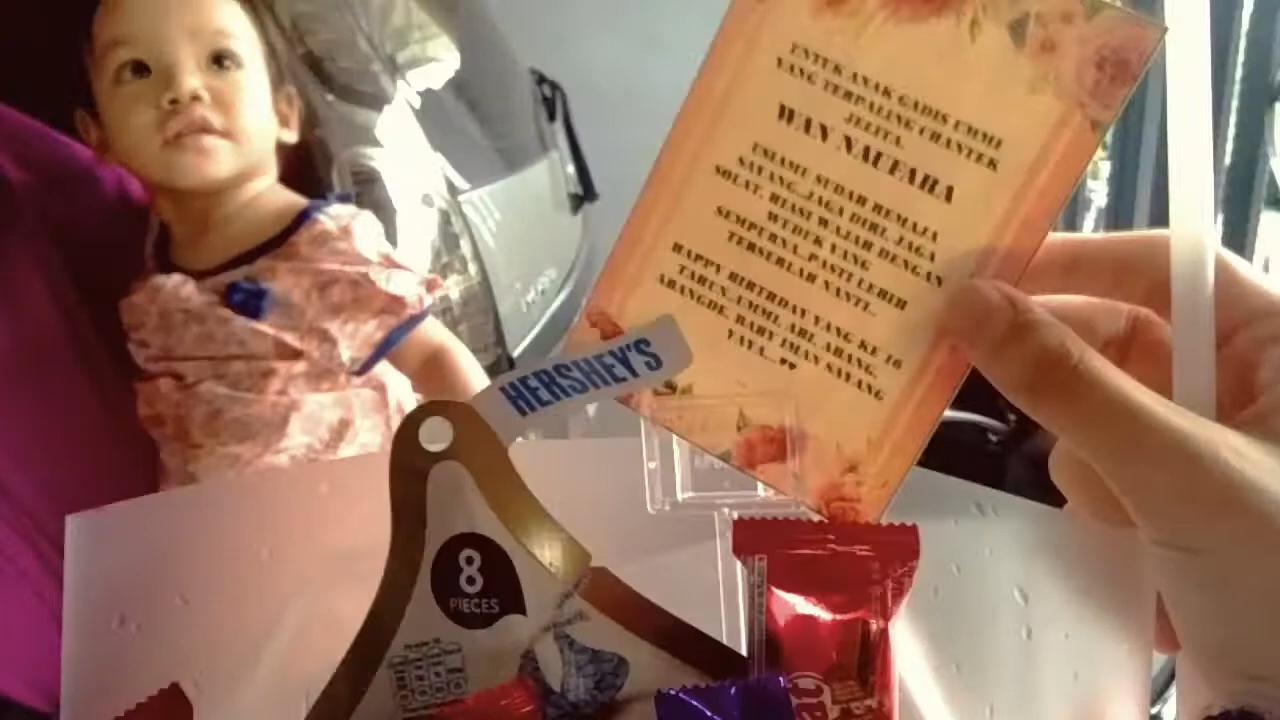 UNTUK ANAK GADIS UMMI
YANG TERPALING CHANTEK
JELITA.
WAN NAUFARA
USIAMU SUDAH REMAJA
SAYANG..JAGA DIRI, JAGA
SOLAT, HIASI WAJAH DENGAN
WUDUK YANG
SEMPURNA..PASTI LEBIH
TERSERLAH NANTI..
HAPPY BIRTHDAY YANG KE 10
TAHUN..UMMI, ABI, ABANG,
ABANGDE, BABY IMAN SAYANG
YAYA...♥♥
HERSHEY'S
8
PIECES